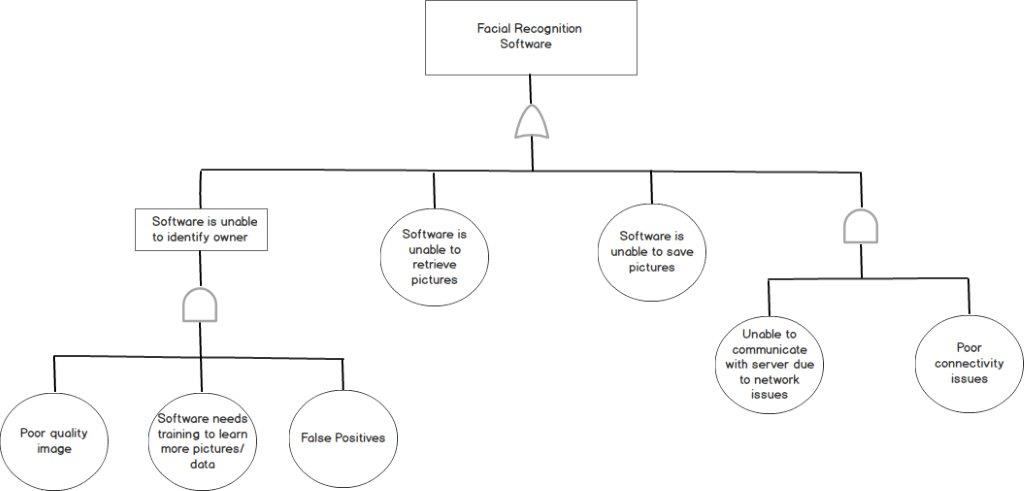 Facial Recognition
Software
Software is unable
to identify owner
Software is
unable to
retrieve
pictures
Software is
unable to save
pictures
Unable to
communicate
with server due
to network
issues
Poor
connectivity
issues
Poor quality
image
Software needs
training to learn
more pictures/
data
False Positives